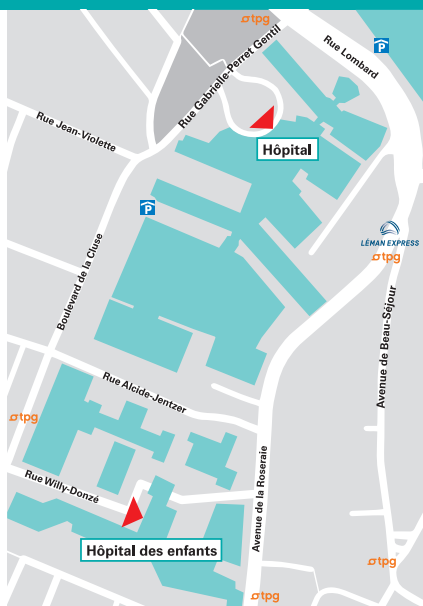 tpg
Rue Lombard
P
Rue Gabrielle-Perret Gentil
Rue Jean-Violette
Hôpital
P
Boulevard de la Cluse
LÉMAN EXPRESS
tpg
Avenue de Beau-Séjour
Rue Alcide-Jentzer
tpg
Avenue de la Roseraie
Rue Willy-Donzé
Hôpital des enfants
tpg
tpg